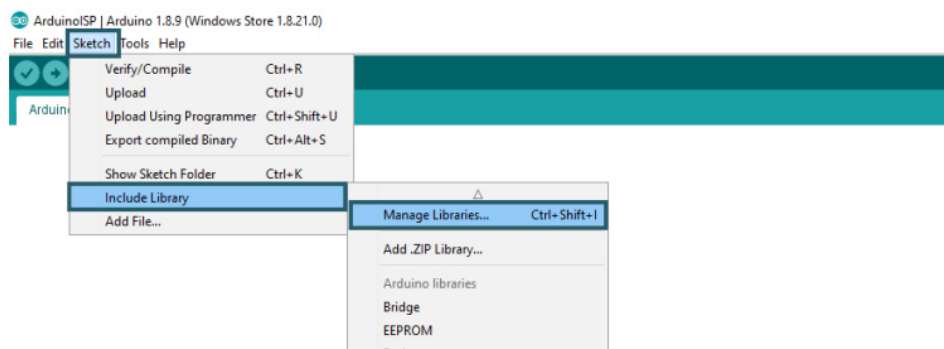 ArduinoISP | Arduino 1.8.9 (Windows Store 1.8.21.0)
File Edit Sketch Tools Help
Arduin
Verify/Compile Ctrl+R
Upload Ctrl+U
Upload Using Programmer Ctrl+Shift+U
Export compiled Binary Ctrl+Alt+S
Show Sketch Folder Ctrl+K
Include Library
Add File...
Manage Libraries... Ctrl+Shift+I
Add .ZIP Library...
Arduino libraries
Bridge
EEPROM